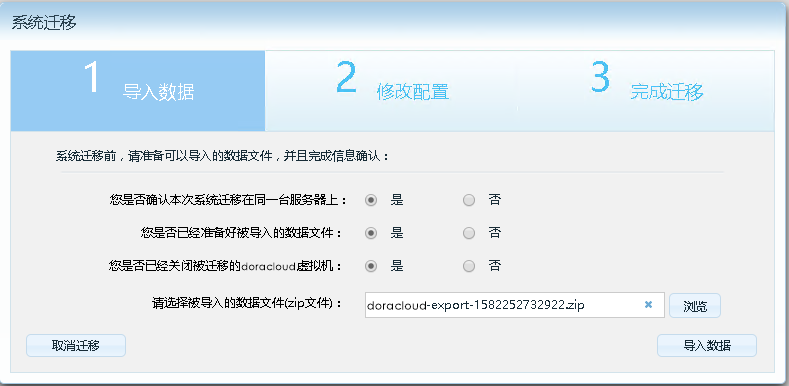 系统迁移
1 导入数据 2 修改配置 3 完成迁移
系统迁移前，请准备可以导入的数据文件，并且完成信息确认：
您是否确认本次系统迁移在同一台服务器上： 是 否
您是否已经准备好被导入的数据文件： 是 否
您是否已经关闭被迁移的doracloud虚拟机： 是 否
请选择被导入的数据文件(zip文件)： doracloud-export-1582252732922.zip × 浏览
取消迁移 导入数据